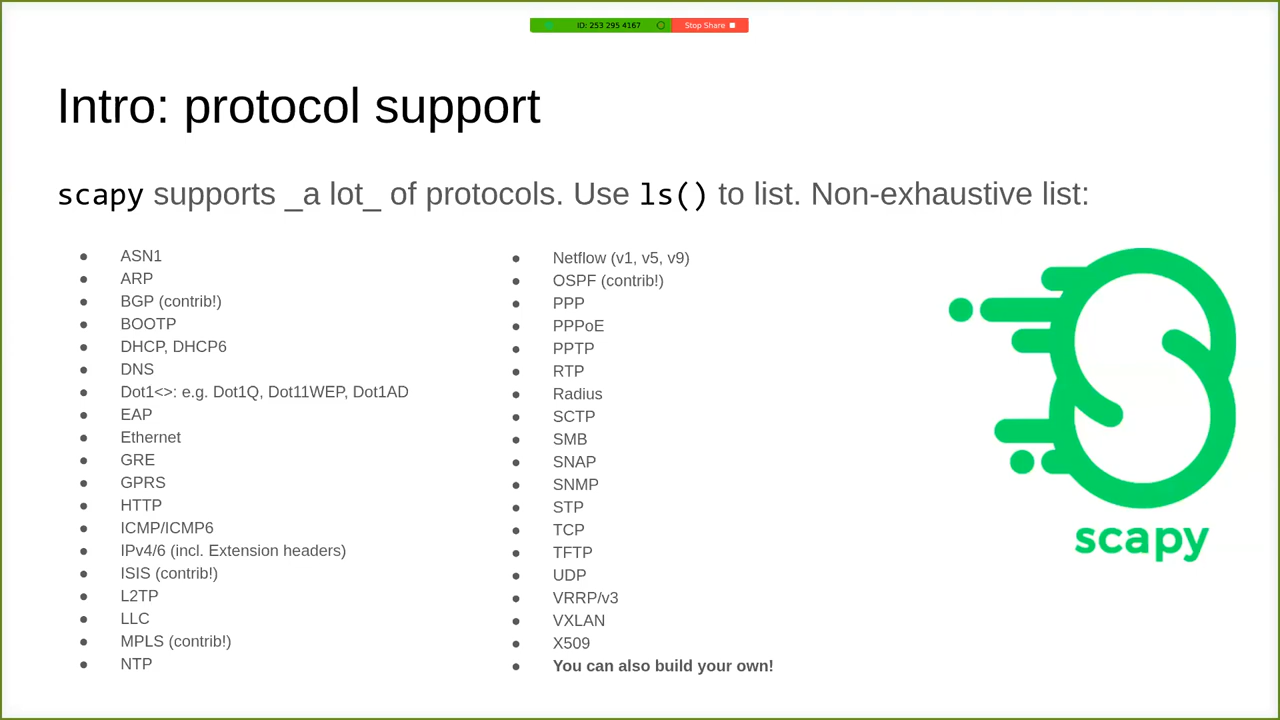 ID: 253 295 4167 Stop Share
Intro: protocol support
scapy supports _a lot_ of protocols. Use ls() to list. Non-exhaustive list:
● ASN1
● ARP
● BGP (contrib!)
● BOOTP
● DHCP, DHCP6
● DNS
● Dot1<>: e.g. Dot1Q, Dot11WEP, Dot1AD
● EAP
● Ethernet
● GRE
● GPRS
● HTTP
● ICMP/ICMP6
● IPv4/6 (incl. Extension headers)
● ISIS (contrib!)
● L2TP
● LLC
● MPLS (contrib!)
● NTP
● Netflow (v1, v5, v9)
● OSPF (contrib!)
● PPP
● PPPoE
● PPTP
● RTP
● Radius
● SCTP
● SMB
● SNAP
● SNMP
● STP
● TCP
● TFTP
● UDP
● VRRP/v3
● VXLAN
● X509
● You can also build your own!
scapy